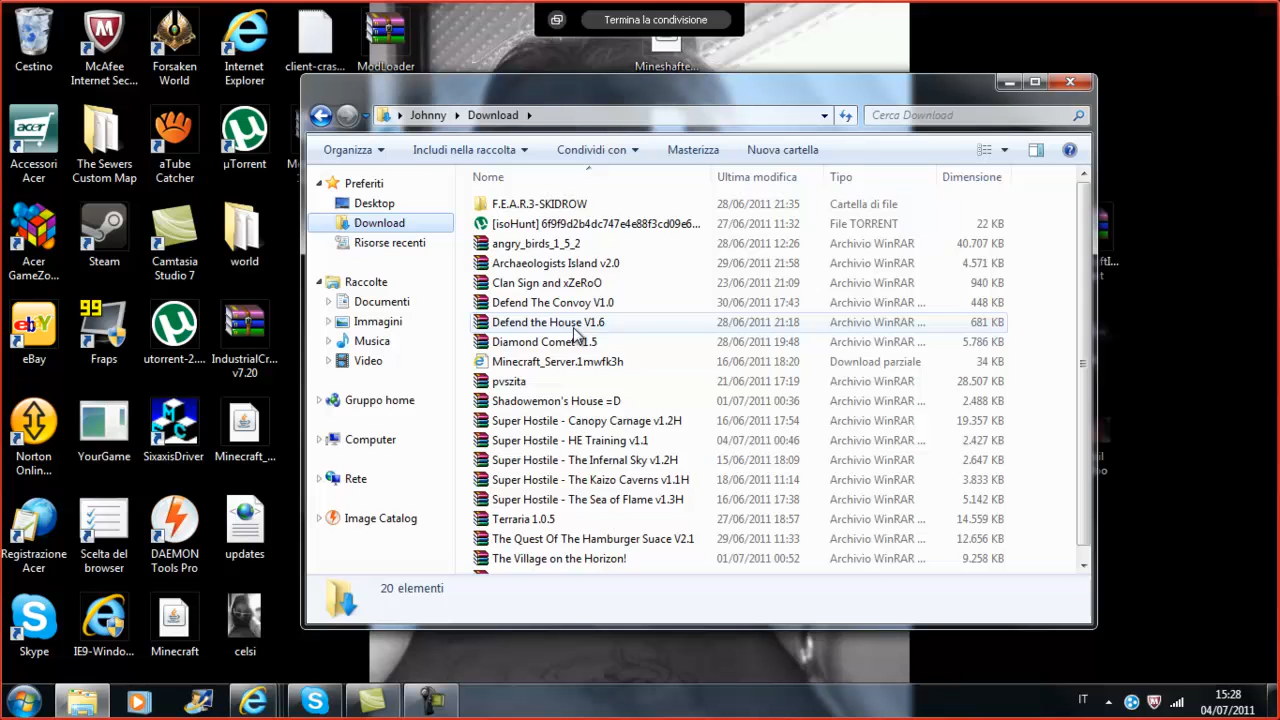 Termina la condivisione
Cestino
McAfee
Internet Sec...
Forsaken
World
Internet
Explorer
client-cras...
ModLoader
Mineshafte...
Accessori
Acer
The Sewers
Custom Map
aTube
Catcher
µTorrent
Acer
GameZo...
Steam
Camtasia
Studio 7
world
eBay
99
Fraps
utorrent-2....
IndustrialCr...
v7.20
Norton
Onlin...
YourGame
SixaxisDriver
Minecraft_...
Registrazione
Acer
Scelta del
browser
DAEMON
Tools Pro
updates
Skype
IE9-Windo...
Minecraft
celsi
Johnny
Download
Cerca Download
Organizza
Includi nella raccolta
Condividi con
Masterizza
Nuova cartella
Preferiti
Desktop
Download
Risorse recenti
Raccolte
Documenti
Immagini
Musica
Video
Gruppo home
Computer
Rete
Image Catalog
Nome Ultima modifica Tipo Dimensione
F.E.A.R.3-SKIDROW 28/06/2011 21:35 Cartella di file
[isoHunt] 6f9f9d2b4dc747e4e88f3cd09e6... 27/06/2011 11:32 File TORRENT 22 KB
angry_birds_1_5_2 28/06/2011 12:26 Archivio WinRAR 40.707 KB
Archaeologists Island v2.0 29/06/2011 21:58 Archivio WinRAR 4.571 KB
Clan Sign and xZeRoO 23/06/2011 21:09 Archivio WinRAR 940 KB
Defend The Convoy V1.0 30/06/2011 17:43 Archivio WinRAR ... 448 KB
Defend the House V1.6 28/06/2011 21:18 Archivio WinRAR ... 681 KB
Diamond Comet V1.5 28/06/2011 19:48 Archivio WinRAR ... 5.786 KB
Minecraft_Server.1mwfk3h 16/06/2011 18:20 Download parziale 34 KB
pvszita 21/06/2011 17:19 Archivio WinRAR 28.507 KB
Shadowemon's House =D 01/07/2011 00:36 Archivio WinRAR ... 2.488 KB
Super Hostile - Canopy Carnage v1.2H 16/06/2011 17:54 Archivio WinRAR ... 19.357 KB
Super Hostile - HE Training v1.1 04/07/2011 00:46 Archivio WinRAR ... 2.427 KB
Super Hostile - The Infernal Sky v1.2H 16/06/2011 18:09 Archivio WinRAR ... 2.647 KB
Super Hostile - The Kaizo Caverns v1.1H 18/06/2011 11:14 Archivio WinRAR ... 3.833 KB
Super Hostile - The Sea of Flame v1.3H 16/06/2011 17:38 Archivio WinRAR ... 5.142 KB
Terraria 1.0.5 27/06/2011 18:57 Archivio WinRAR ... 14.559 KB
The Quest Of The Hamburger Suace V2.1 29/06/2011 11:33 Archivio WinRAR ... 12.656 KB
The Village on the Horizon! 01/07/2011 00:52 Archivio WinRAR ... 9.258 KB
20 elementi
IT
15:28
04/07/2011